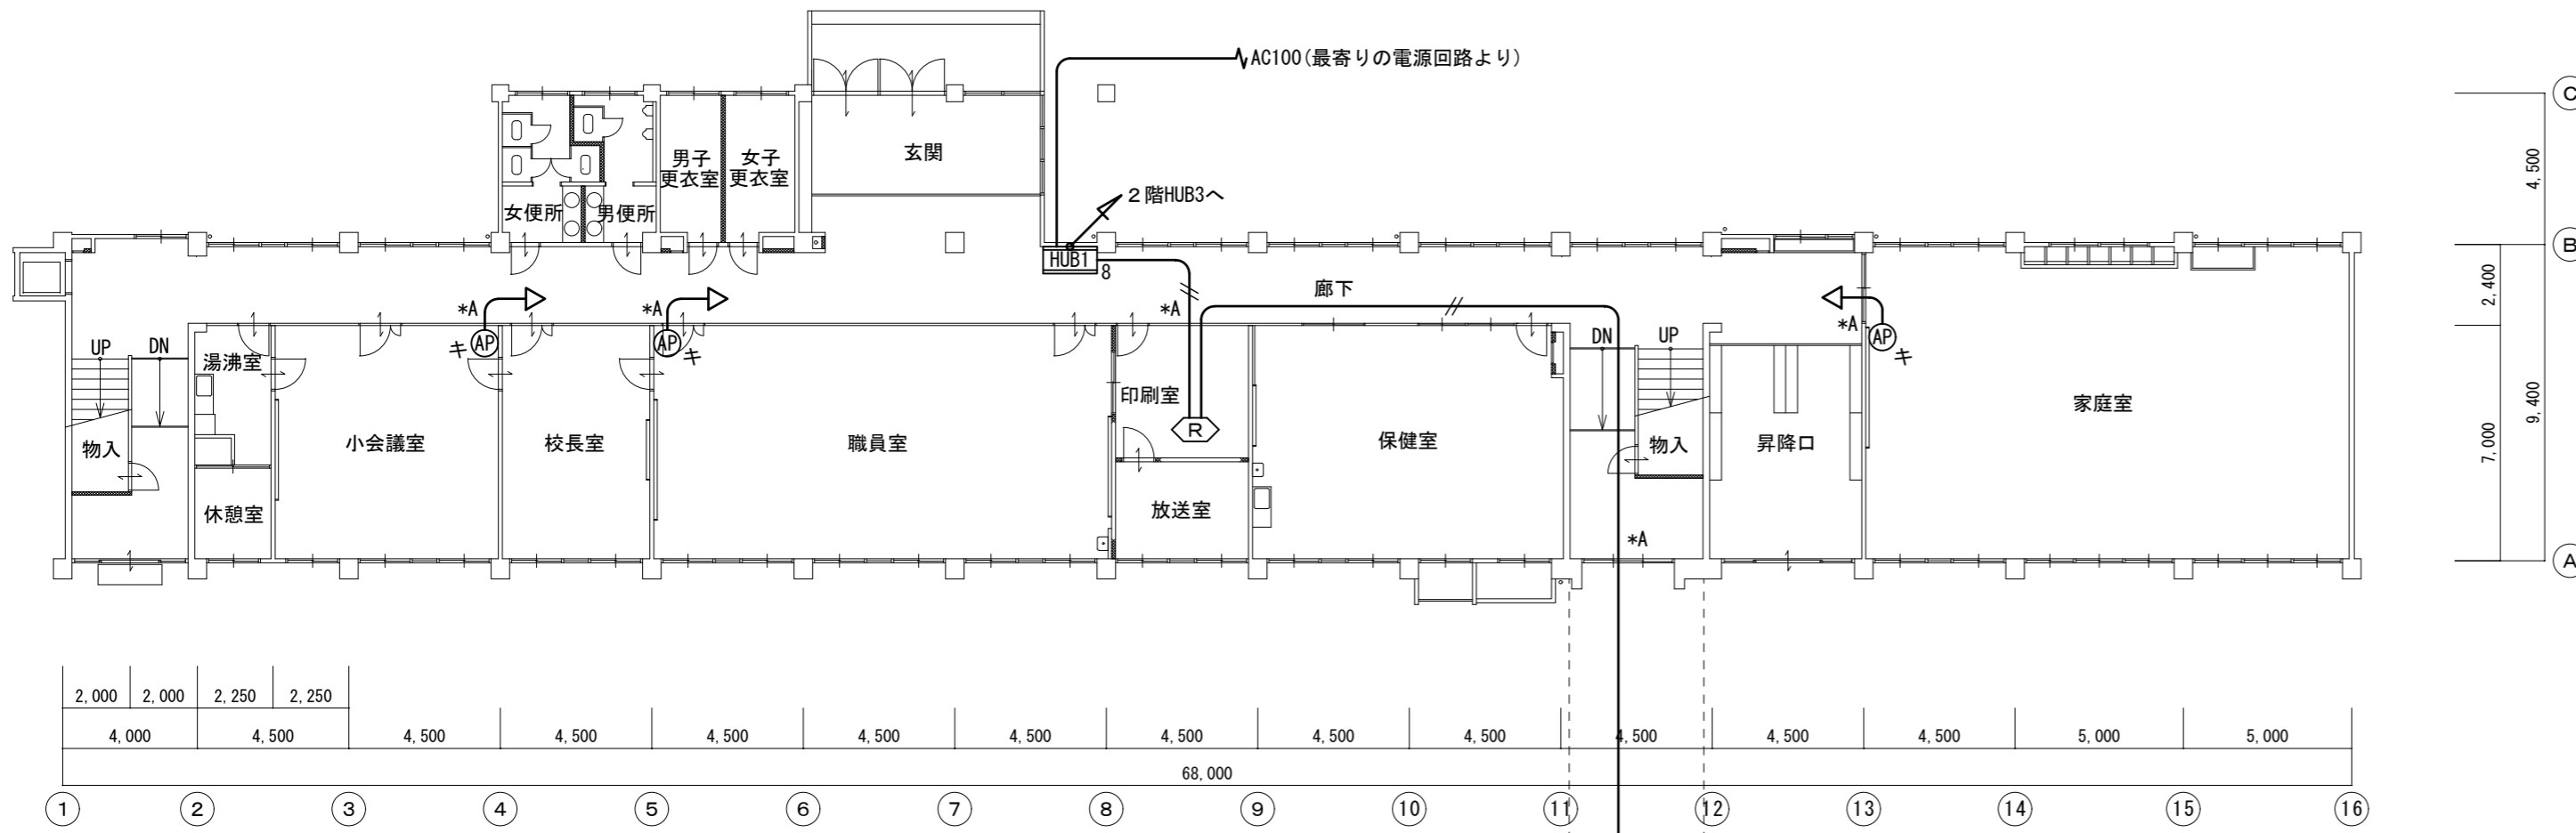 AC100(最寄りの電源回路より)
C
男子
更衣室
女子
更衣室
玄関
4,500
2階HUB3へ
女便所
男便所
B
HUB1
8
廊下
*A
*A
*A
*A
2,400
キ
AP
AP
キ
AP
キ
UP
DN
DN
UP
湯沸室
印刷室
家庭室
9,400
物入
小会議室
校長室
職員室
R
保健室
物入
昇降口
7,000
休憩室
放送室
*A
A
2,000
2,000
2,250
2,250
4,000
4,500
4,500
4,500
4,500
4,500
4,500
4,500
4,500
4,500
4,500
4,500
4,500
5,000
5,000
68,000
1
2
3
4
5
6
7
8
9
10
11
12
13
14
15
16